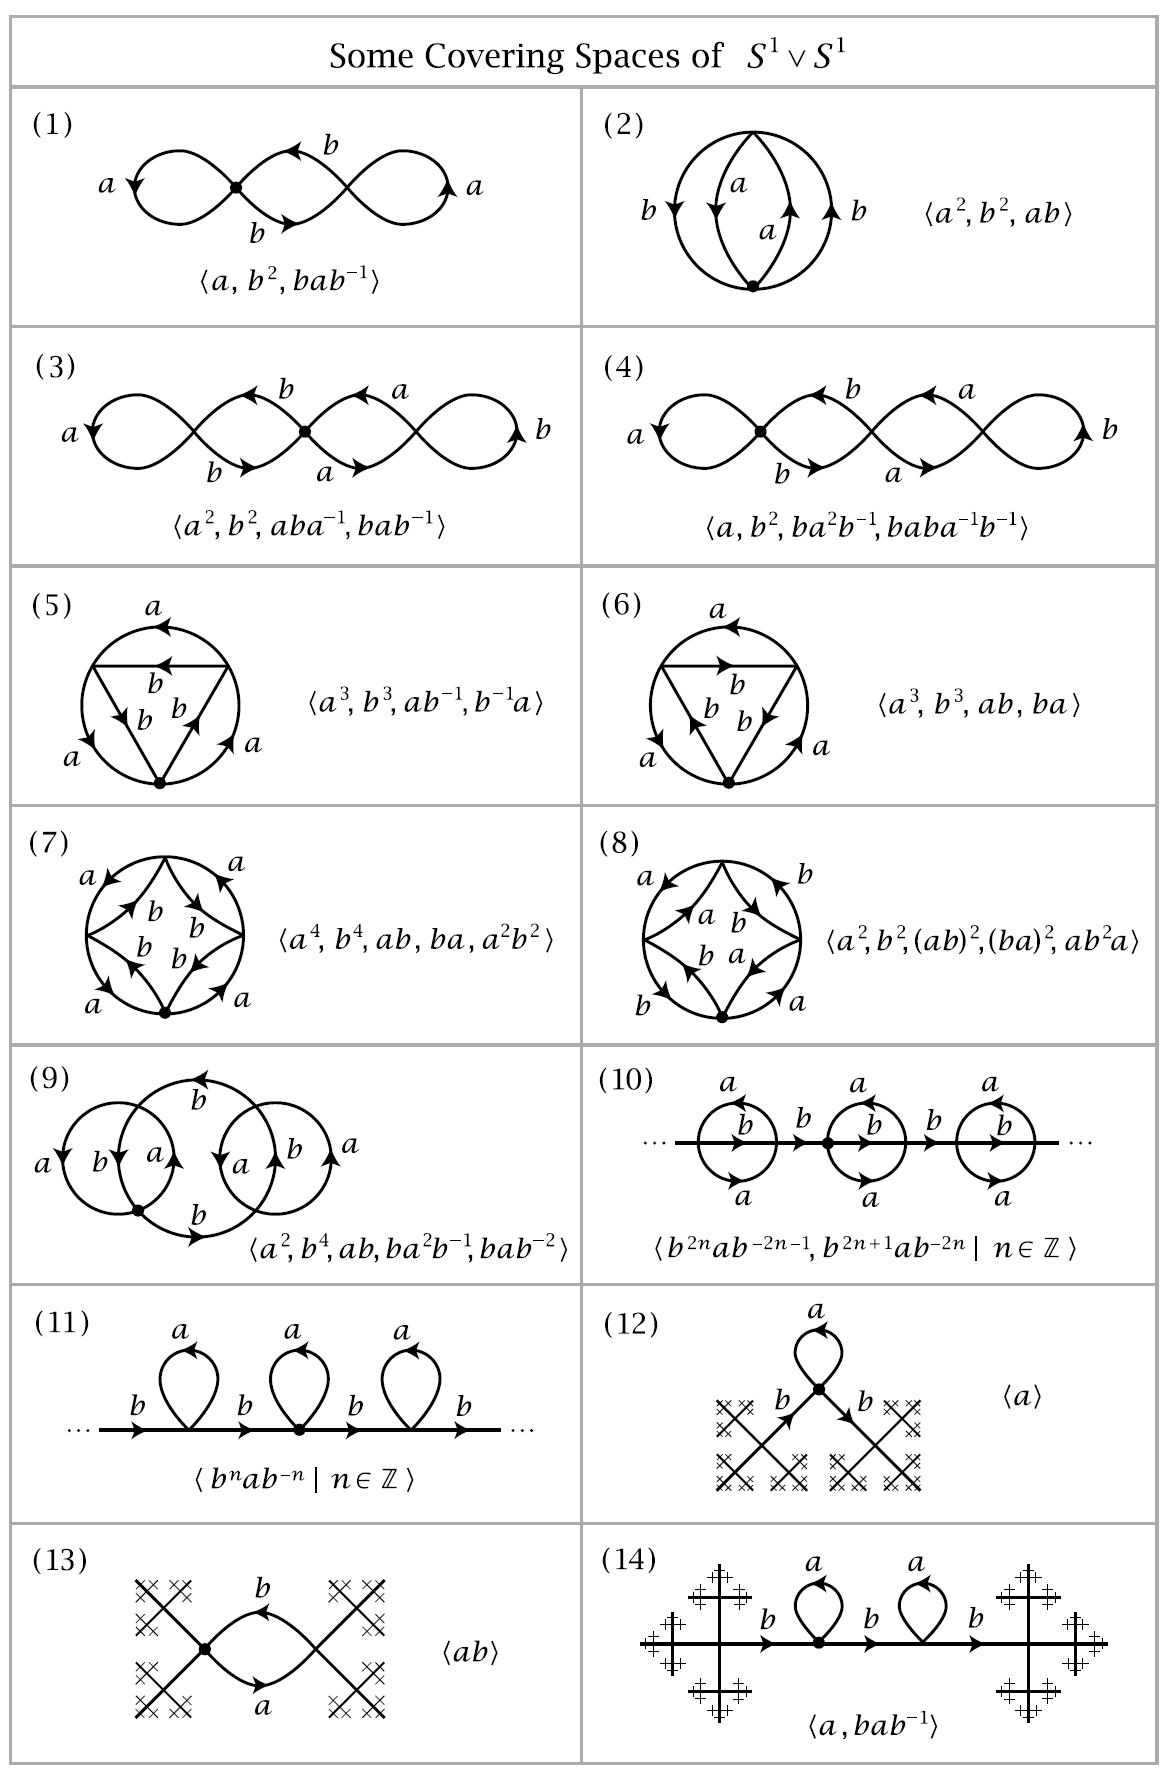 Some Covering Spaces of S¹ ∨ S¹
(1)
b
a
a
b
⟨a, b², bab⁻¹⟩
(2)
a
b
b
a
⟨a², b², ab⟩
(3)
b
a
a
b
b
a
⟨a², b², aba⁻¹, bab⁻¹⟩
(4)
b
a
a
b
b
a
⟨a, b², ba²b⁻¹, baba⁻¹b⁻¹⟩
(5)
a
b
b
b
a
a
⟨a³, b³, ab⁻¹, b⁻¹a⟩
(6)
a
b
b
b
a
a
⟨a³, b³, ab, ba⟩
(7)
a
a
b
b
b
b
a
a
⟨a⁴, b⁴, ab, ba, a²b²⟩
(8)
a
b
a
b
b
a
b
a
⟨a², b², (ab)², (ba)², ab²a⟩
(9)
b
a
b
a
a
b
a
b
⟨a², b⁴, ab, ba²b⁻¹, bab⁻²⟩
(10)
a
a
a
... b b b b b ...
a
a
a
⟨b²ⁿab⁻²ⁿ⁻¹, b²ⁿ⁺¹ab⁻²ⁿ | n ∈ ℤ⟩
(11)
a
a
a
b
b
b
b
... ...
⟨bⁿab⁻ⁿ | n ∈ ℤ⟩
(12)
a
b
b
⟨a⟩
(13)
b
a
⟨ab⟩
(14)
a
a
b
b
b
⟨a, bab⁻¹⟩